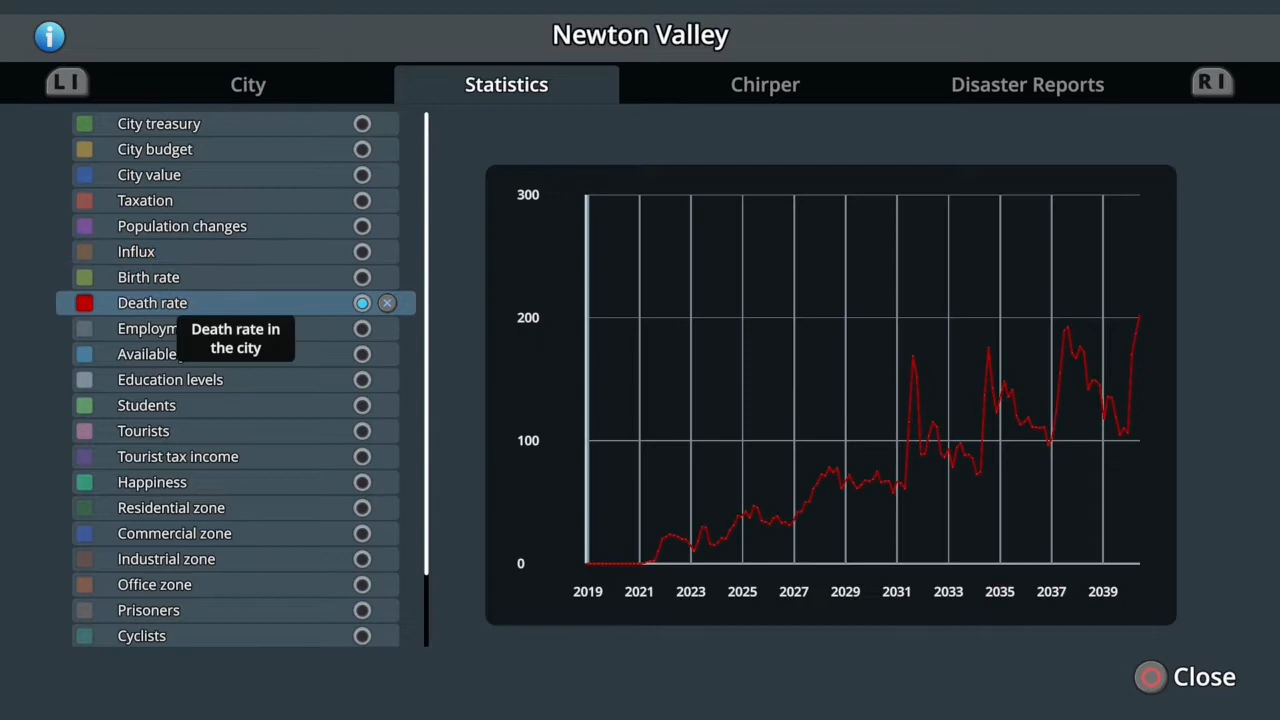 Newton Valley
L1 City Statistics Chirper Disaster Reports R1
City treasury
City budget
City value
Taxation
Population changes
Influx
Birth rate
Death rate
Employm
Death rate in
the city
Available
Education levels
Students
Tourists
Tourist tax income
Happiness
Residential zone
Commercial zone
Industrial zone
Office zone
Prisoners
Cyclists
300
200
100
0
2019 2021 2023 2025 2027 2029 2031 2033 2035 2037 2039
Close